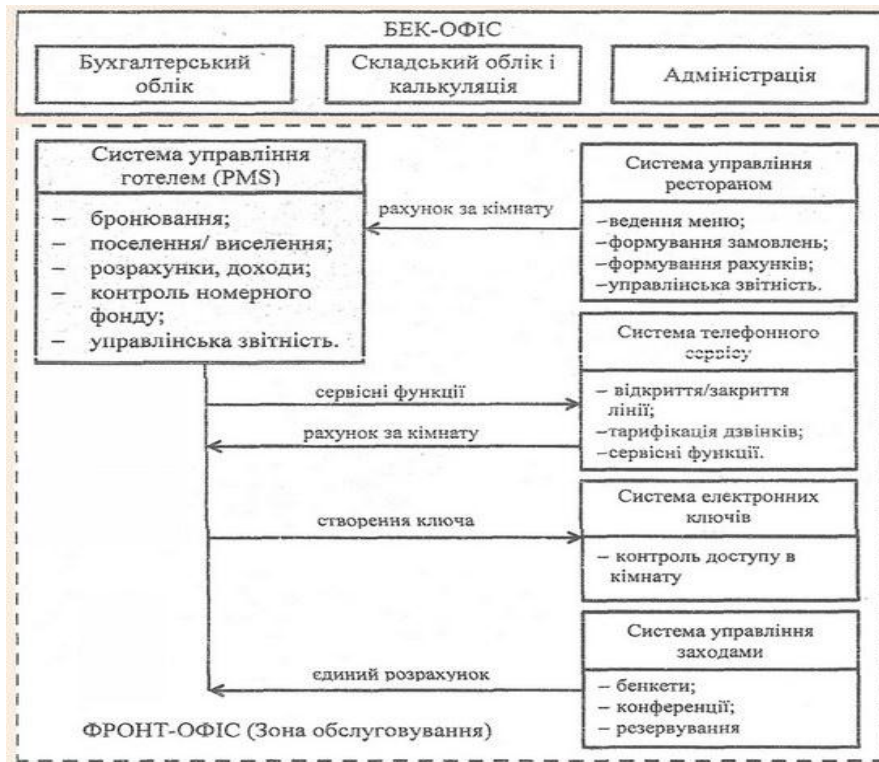 БЕК-ОФІС
Бухгалтерський
облік
Складський облік і
калькуляція
Адміністрація
Система управління
готелем (PMS)
– бронювання;
– поселення/ виселення;
– розрахунки, доходи;
– контроль номерного
фонду;
– управлінська звітність.
рахунок за кімнату
Система управління
рестораном
–ведення меню;
–формування замовлень;
–формування рахунків;
–управлінська звітність.
Система телефонного
сервісу
– відкриття/закриття
лінії;
–тарифікація дзвінків;
–сервісні функції.
сервісні функції
рахунок за кімнату
Система електронних
ключів
– контроль доступу в
кімнату
створення ключа
Система управління
заходами
– бенкети;
– конференції;
– резервування
єдиний розрахунок
ФРОНТ-ОФІС (Зона обслуговування)